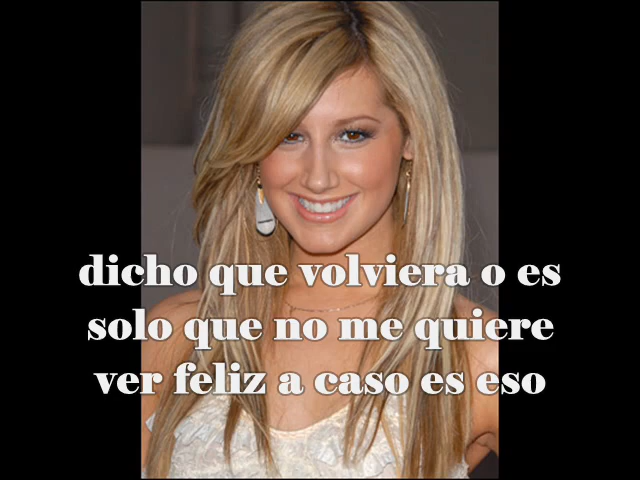 dicho que volviera o es
solo que no me quiere
ver feliz a caso es eso